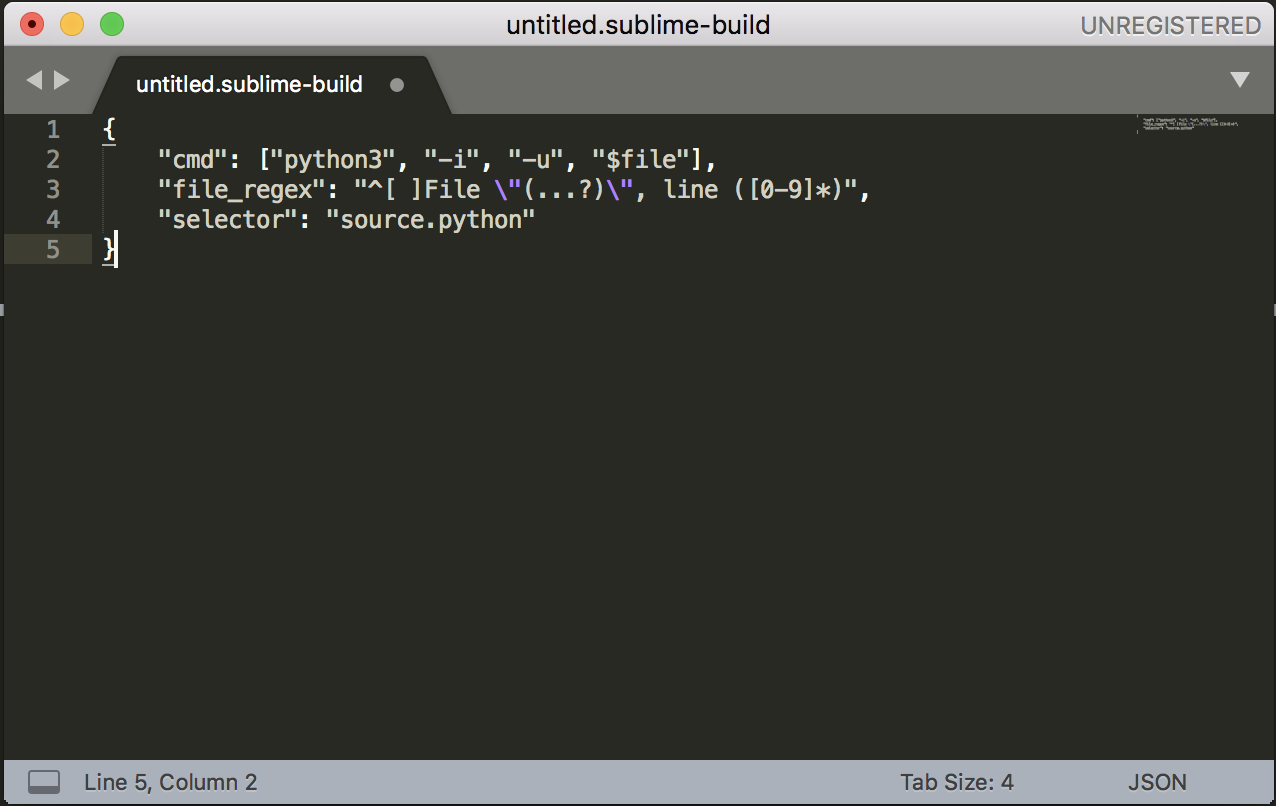 untitled.sublime-build
UNREGISTERED
untitled.sublime-build
1 {
2 "cmd": ["python3", "-i", "-u", "$file"],
3 "file_regex": "^[ ]File \"(...?)\", line ([0-9]*)",
4 "selector": "source.python"
5 }
Line 5, Column 2
Tab Size: 4
JSON